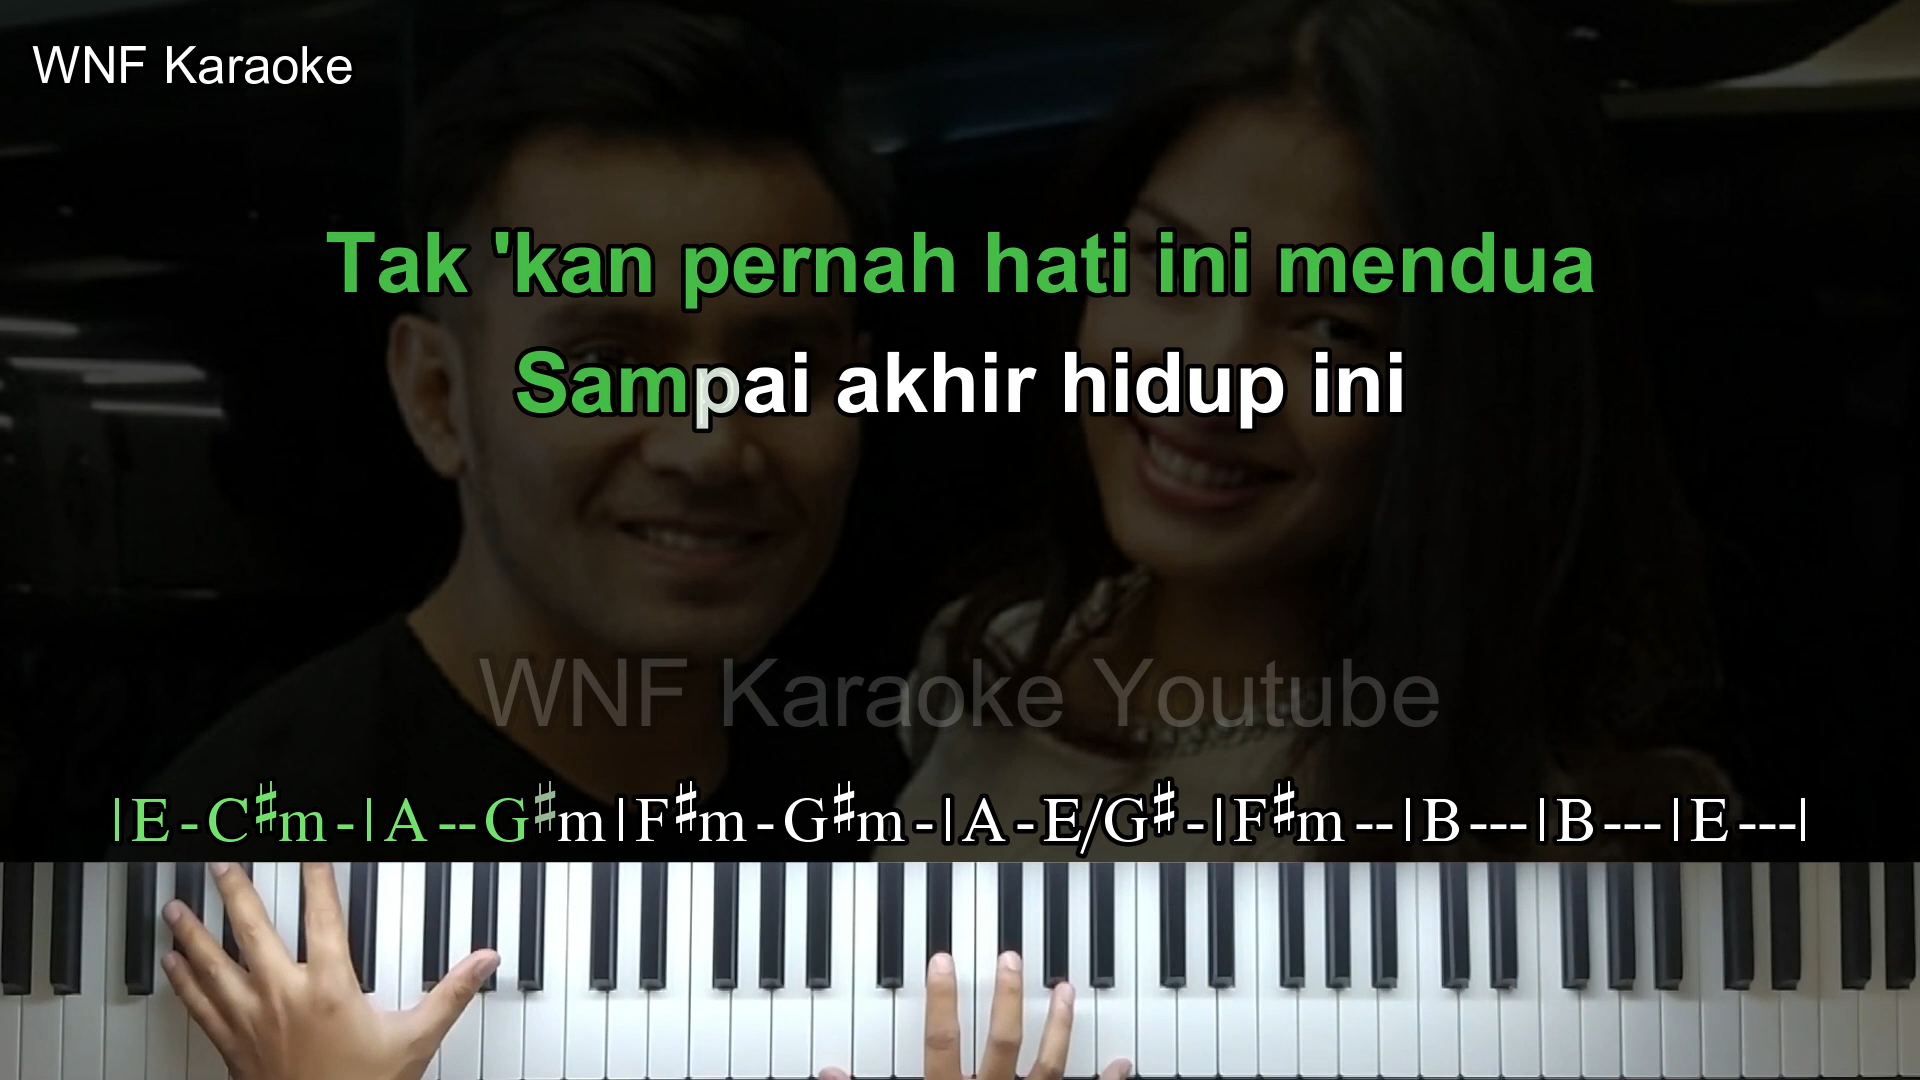 WNF Karaoke
Tak 'kan pernah hati ini mendua
Sampai akhir hidup ini
WNF Karaoke Youtube
|E-C♯m-|A--G♯m|F♯m-G♯m-|A-E/G♯-|F♯m--|B---|B---|E---|